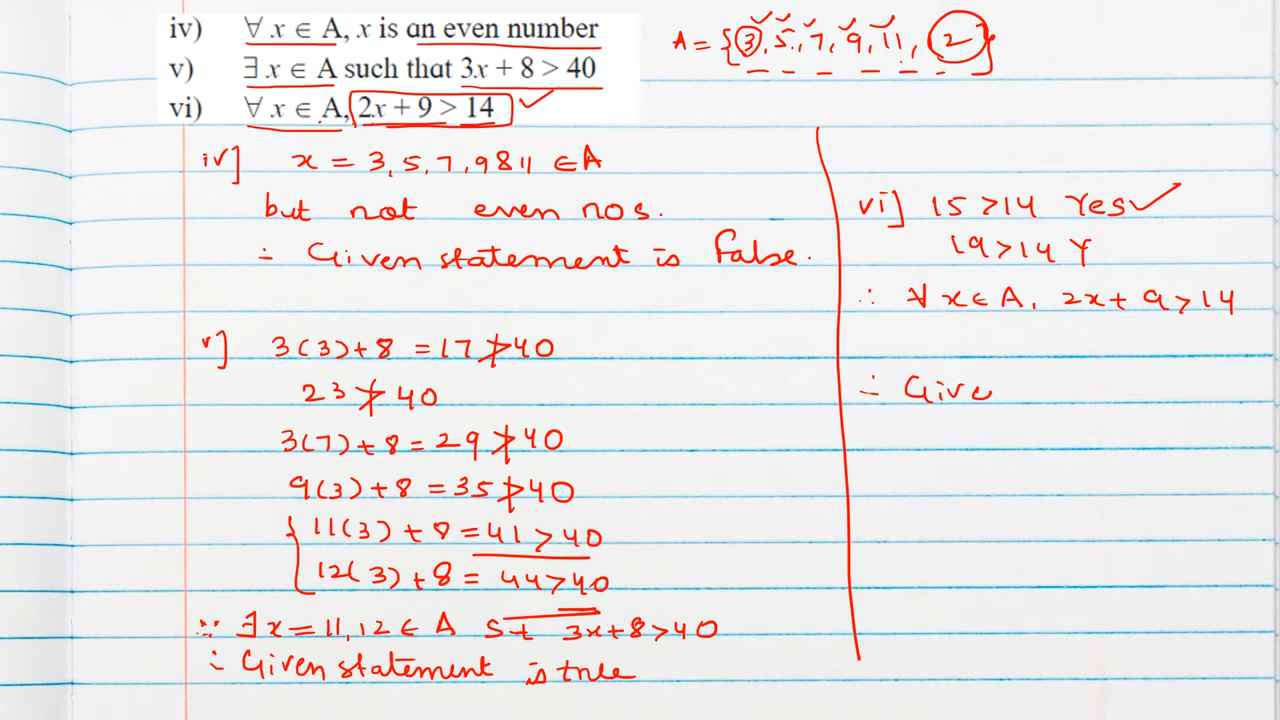 iv) ∀ x ∈ A, x is an even number
v) ∃ x ∈ A such that 3x + 8 > 40
vi) ∀ x ∈ A, 2x + 9 > 14
A = {3, 5, 7, 9, 11, 12}
iv] x = 3, 5, 7, 9 & 11 ∈ A
but not even nos.
∴ Given statement is False.
v] 3(3) + 8 = 17 ≯ 40
23 ≯ 40
3(7) + 8 = 29 ≯ 40
9(3) + 8 = 35 ≯ 40
11(3) + 8 = 41 > 40
12(3) + 8 = 44 > 40
∵ ∃ x = 11, 12 ∈ A St 3x + 8 > 40
∴ Given statement is true
vi] 15 > 14 Yes
19 > 14 Y
∴ ∀ x ∈ A, 2x + 9 > 14
∴ Give